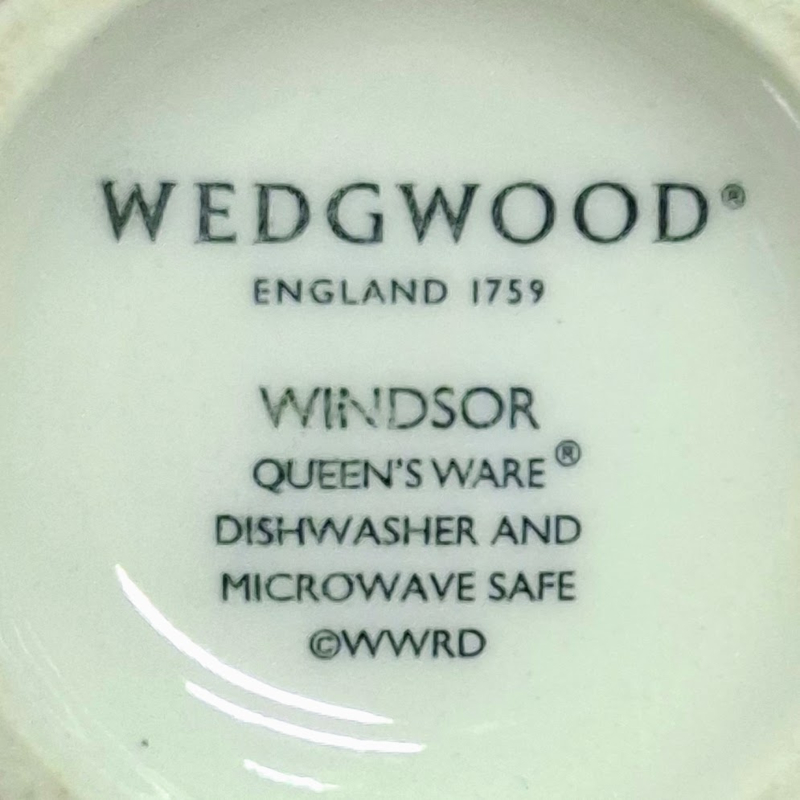 WEDGWOOD®
ENGLAND 1759
WINDSOR
QUEEN'S WARE®
DISHWASHER AND
MICROWAVE SAFE
©WWRD